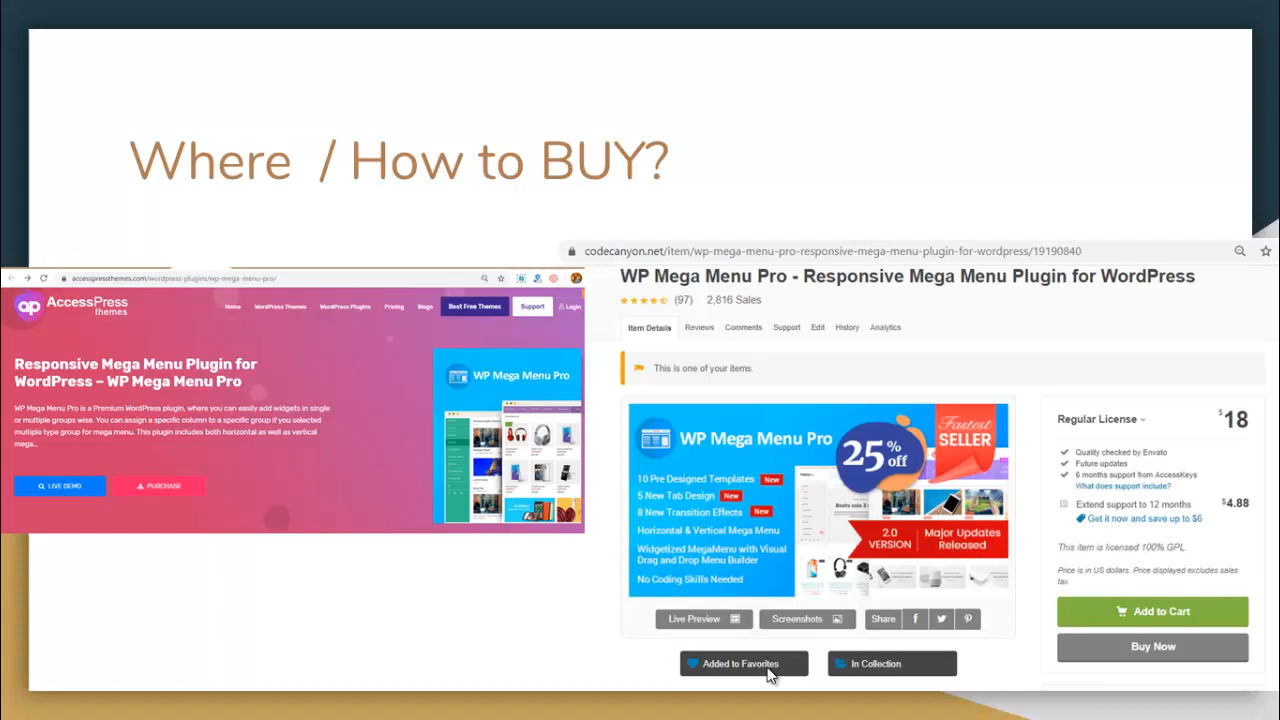 Where / How to BUY?
accesspressthemes.com/wordpress-plugins/wp-mega-menu-pro/
AccessPress
themes
Home WordPress Themes WordPress Plugins Pricing Blogs Best Free Themes Support Login
Responsive Mega Menu Plugin for
WordPress – WP Mega Menu Pro
WP Mega Menu Pro is a Premium WordPress plugin, where you can easily add widgets in single
or multiple groups wise. You can assign a specific column to a specific group if you selected
multiple type group for mega menu. This plugin includes both horizontal as well as vertical
mega...
LIVE DEMO PURCHASE
WP Mega Menu Pro
codecanyon.net/item/wp-mega-menu-pro-responsive-mega-menu-plugin-for-wordpress/19190840
WP Mega Menu Pro - Responsive Mega Menu Plugin for WordPress
(97) 2,816 Sales
Item Details Reviews Comments Support Edit History Analytics
This is one of your items.
WP Mega Menu Pro
25% off
Fastest
SELLER
10 Pre Designed Templates New
5 New Tab Design New
8 New Transition Effects New
Horizontal & Vertical Mega Menu
Widgetized MegaMenu with Visual
Drag and Drop Menu Builder
No Coding Skills Needed
2.0
VERSION
Major Updates
Released
Live Preview Screenshots Share
Added to Favorites In Collection
Regular License $18
Quality checked by Envato
Future updates
6 months support from AccessKeys
What does support include?
Extend support to 12 months $4.88
Get it now and save up to $6
This item is licensed 100% GPL.
Price is in US dollars. Price displayed excludes sales
tax
Add to Cart
Buy Now